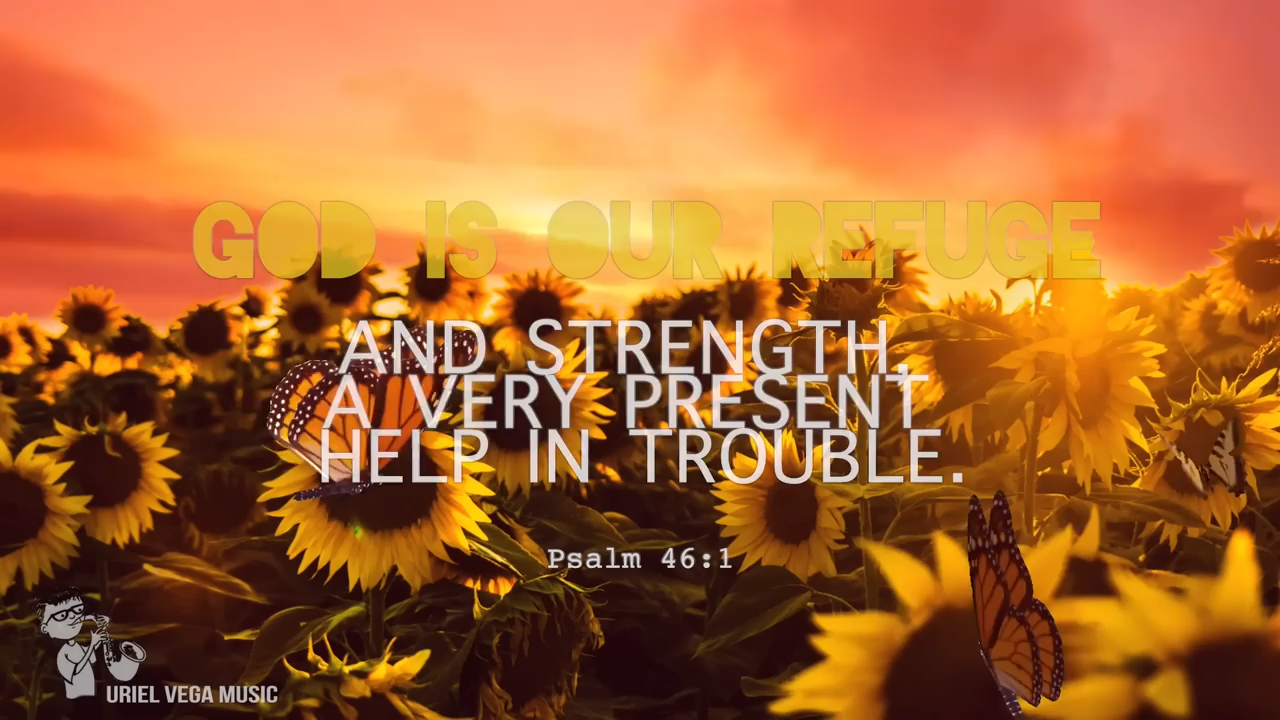 GOD IS OUR REFUGE
AND STRENGTH,
A VERY PRESENT
HELP IN TROUBLE.
Psalm 46:1
URIEL VEGA MUSIC